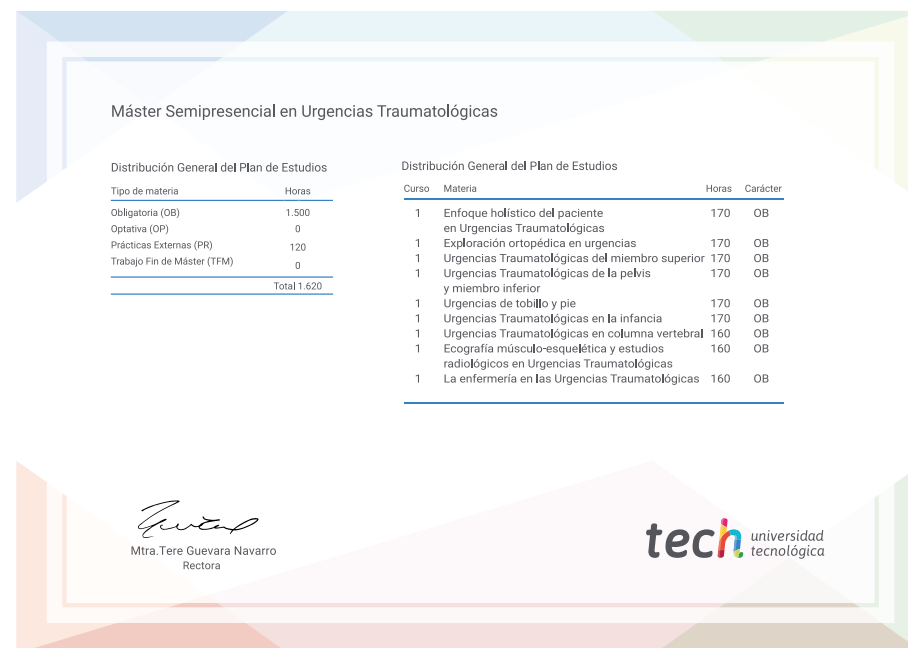 Máster Semipresencial en Urgencias Traumatológicas
Distribución General del Plan de Estudios
Tipo de materia Horas
Obligatoria (OB) 1.500
Optativa (OP) 0
Prácticas Externas (PR) 120
Trabajo Fin de Máster (TFM) 0
Total 1.620
Distribución General del Plan de Estudios
Curso Materia Horas Carácter
1 Enfoque holístico del paciente 170 OB
en Urgencias Traumatológicas
1 Exploración ortopédica en urgencias 170 OB
1 Urgencias Traumatológicas del miembro superior 170 OB
1 Urgencias Traumatológicas de la pelvis 170 OB
y miembro inferior
1 Urgencias de tobillo y pie 170 OB
1 Urgencias Traumatológicas en la infancia 170 OB
1 Urgencias Traumatológicas en columna vertebral 160 OB
1 Ecografía músculo-esquelética y estudios 160 OB
radiológicos en Urgencias Traumatológicas
1 La enfermería en las Urgencias Traumatológicas 160 OB
Mtra.Tere Guevara Navarro
Rectora
tech universidad
tecnológica